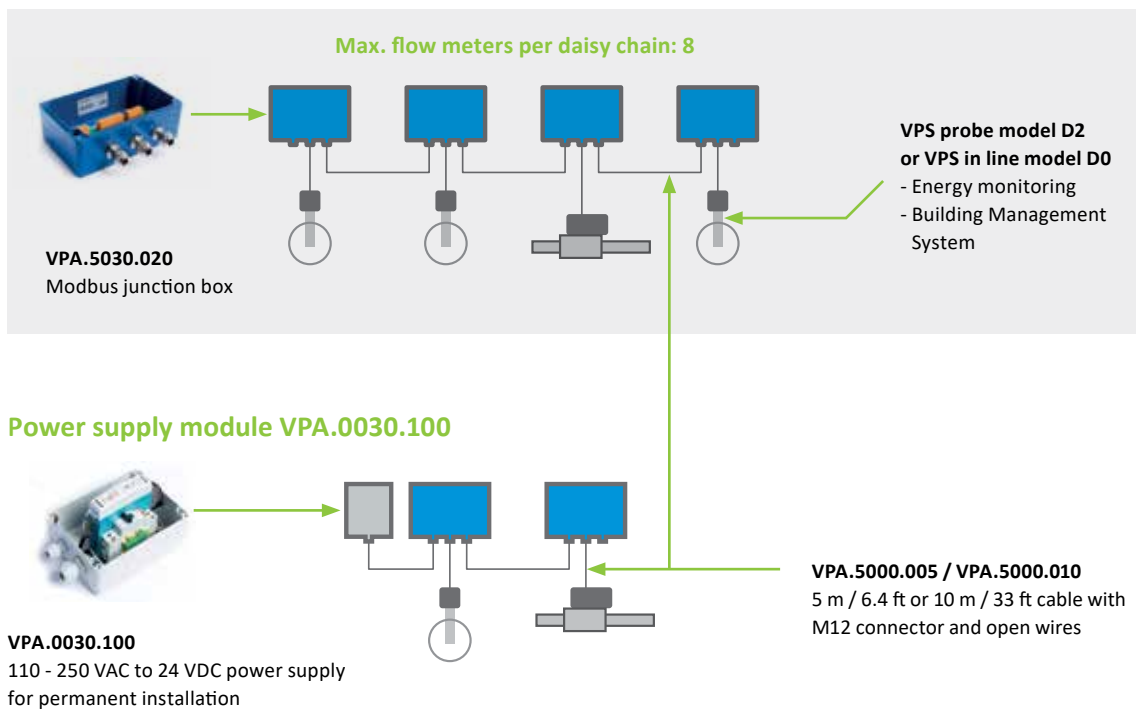 Max. flow meters per daisy chain: 8
VPS probe model D2
or VPS in line model D0
- Energy monitoring
- Building Management
System
VPA.5030.020
Modbus junction box
Power supply module VPA.0030.100
VPA.5000.005 / VPA.5000.010
5 m / 6.4 ft or 10 m / 33 ft cable with
M12 connector and open wires
VPA.0030.100
110 - 250 VAC to 24 VDC power supply
for permanent installation